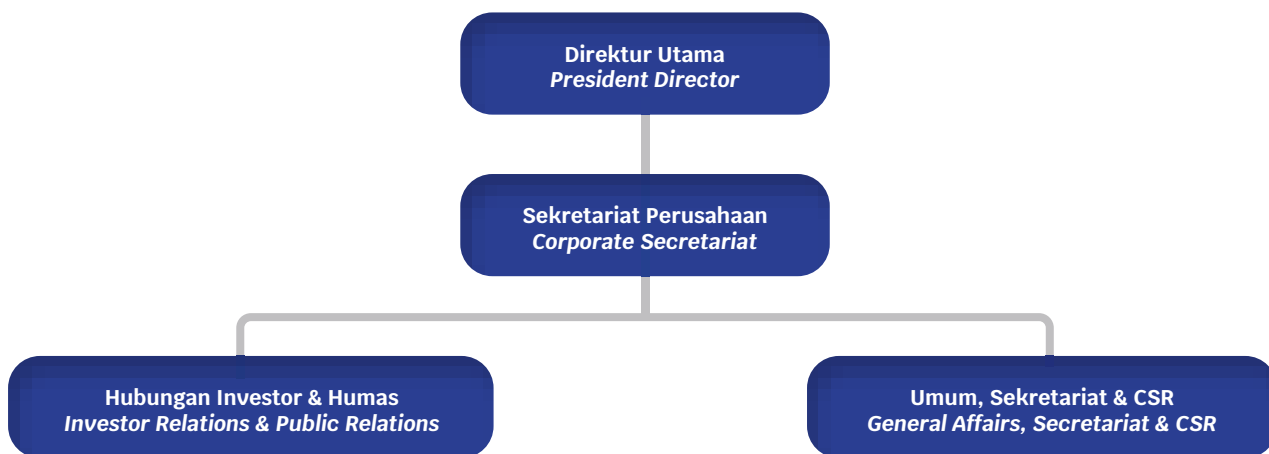 Direktur Utama
President Director
Sekretariat Perusahaan
Corporate Secretariat
Hubungan Investor & Humas
Investor Relations & Public Relations
Umum, Sekretariat & CSR
General Affairs, Secretariat & CSR